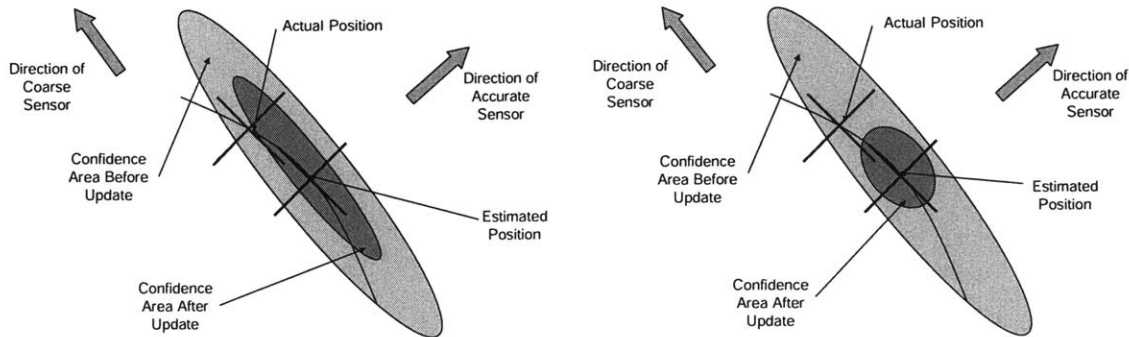 Actual Position
Direction of
Coarse
Sensor
Direction of
Accurate
Sensor
Confidence
Area Before
Update
Estimated
Position
Confidence
Area After
Update
Actual Position
Direction of
Coarse Sensor
Direction of
Accurate
Sensor
Confidence
Area Before
Update
Estimated
Position
Confidence
Area After
Update